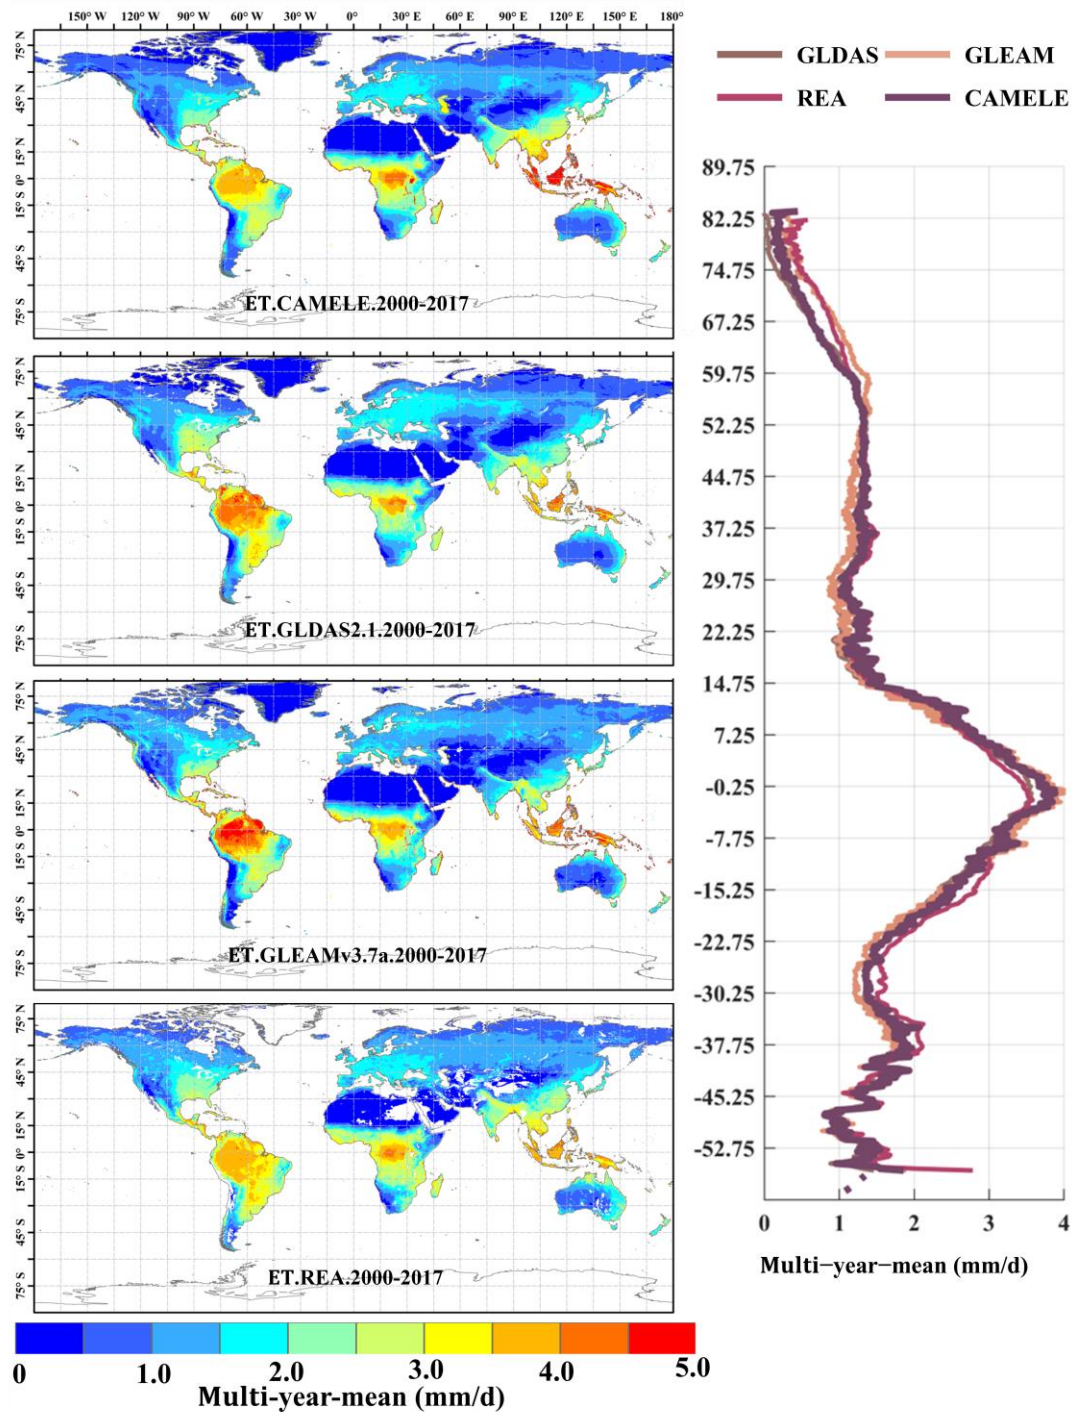 150° W 120° W 90° W 60° W 30° W 0° 30° E 60° E 90° E 120° E 150° E 180°
75° N
45° N
15° N
0°
15° S
45° S
75° S
ET.CAMELE.2000-2017
75° N
45° N
15° N
0°
15° S
45° S
75° S
ET.GLDAS2.1.2000-2017
75° N
45° N
15° N
0°
15° S
45° S
75° S
ET.GLEAMv3.7a.2000-2017
75° N
45° N
15° N
0°
15° S
45° S
75° S
ET.REA.2000-2017
0 1.0 2.0 3.0 4.0 5.0
Multi-year-mean (mm/d)
GLDAS GLEAM
REA CAMELE
89.75
82.25
74.75
67.25
59.75
52.25
44.75
37.25
29.75
22.25
14.75
7.25
-0.25
-7.75
-15.25
-22.75
-30.25
-37.75
-45.25
-52.75
0 1 2 3 4
Multi−year−mean (mm/d)